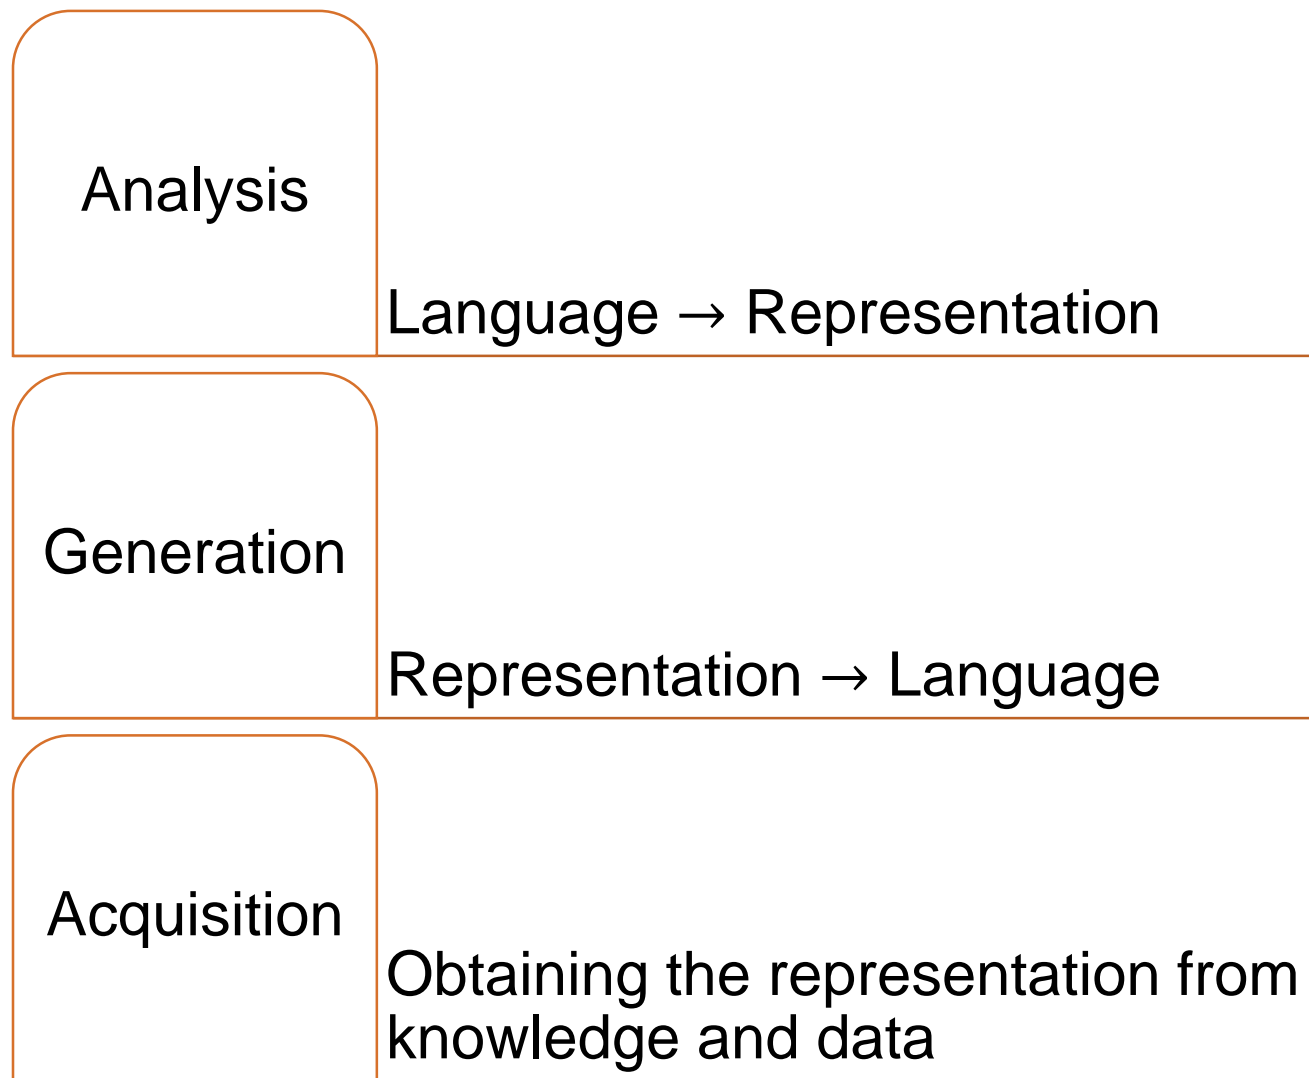 Analysis
Language → Representation
Generation
Representation → Language
Acquisition
Obtaining the representation from
knowledge and data